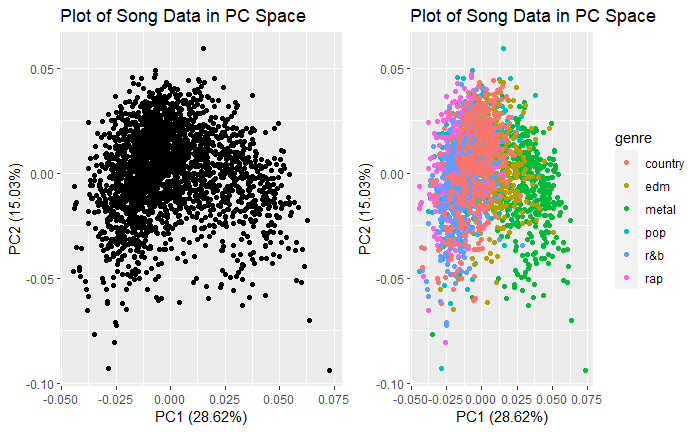 Plot of Song Data in PC Space
0.05
0.00
-0.05
-0.10
PC2 (15.03%)
-0.050
-0.025
0.000
0.025
0.050
0.075
PC1 (28.62%)
Plot of Song Data in PC Space
0.05
0.00
-0.05
-0.10
PC2 (15.03%)
-0.050
-0.025
0.000
0.025
0.050
0.075
PC1 (28.62%)
genre
country
edm
metal
pop
r&b
rap